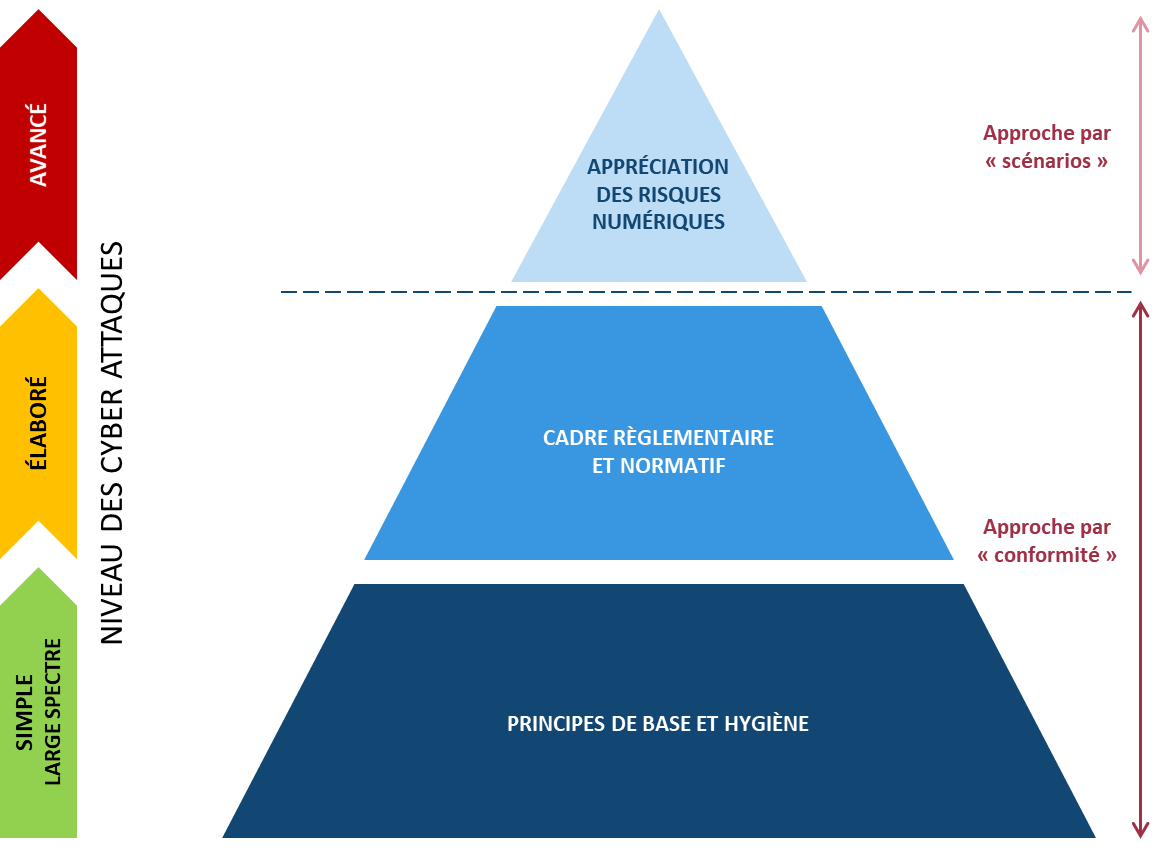 AVANCÉ
ÉLABORÉ
SIMPLE
LARGE SPECTRE
NIVEAU DES CYBER ATTAQUES
APPRÉCIATION
DES RISQUES
NUMÉRIQUES
CADRE RÈGLEMENTAIRE
ET NORMATIF
PRINCIPES DE BASE ET HYGIÈNE
Approche par
« scénarios »
Approche par
« conformité »